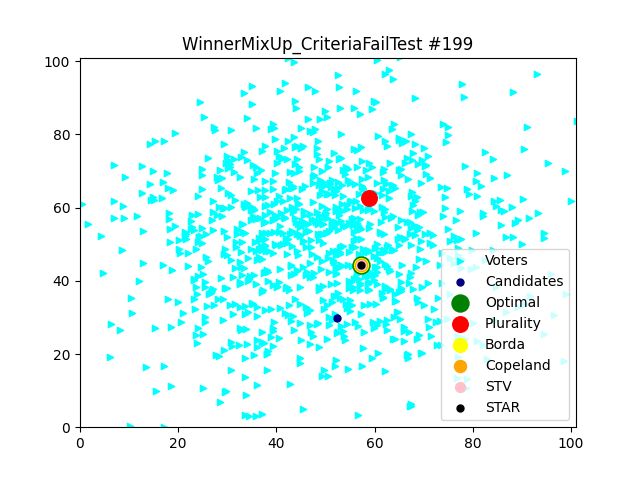 WinnerMixUp_CriteriaFailTest #199
100
80
60
40
20
0
0
20
40
60
80
100
Voters
Candidates
Optimal
Plurality
Borda
Copeland
STV
STAR